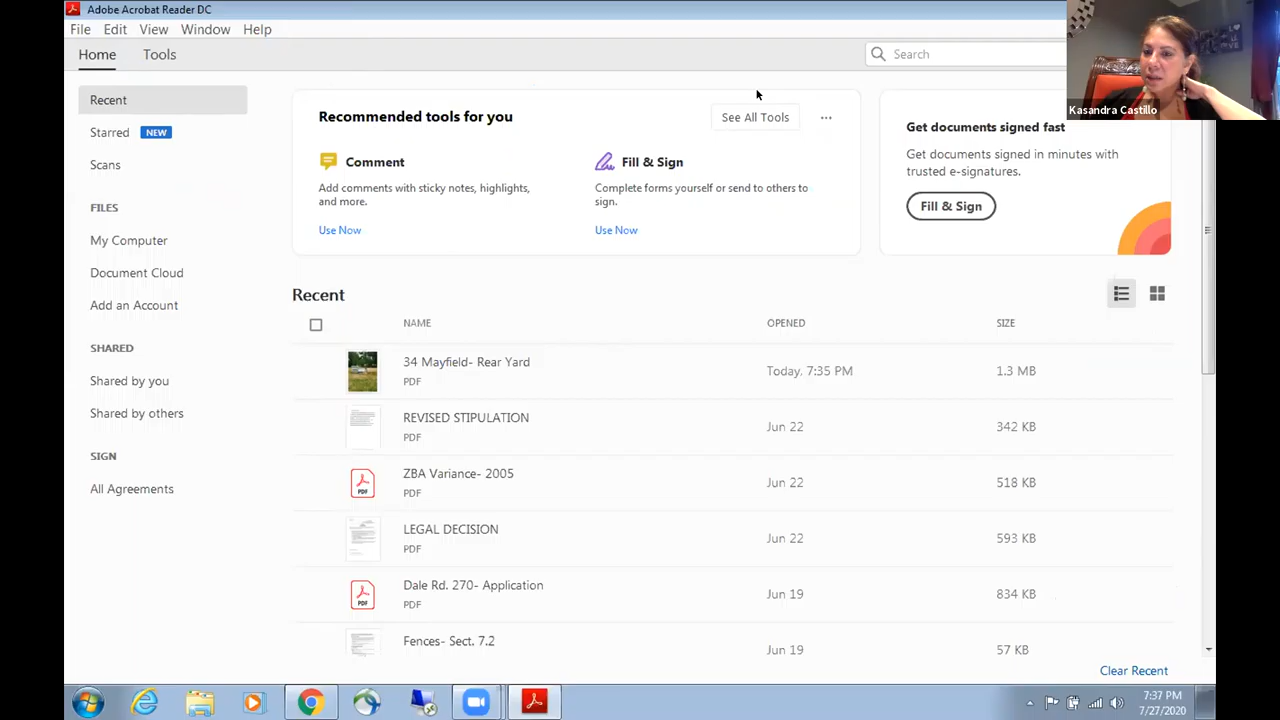 Adobe Acrobat Reader DC
File Edit View Window Help
Home Tools
Search
Kasandra Castillo
Recent
Starred NEW
Scans
FILES
My Computer
Document Cloud
Add an Account
SHARED
Shared by you
Shared by others
SIGN
All Agreements
Recommended tools for you
See All Tools
Comment
Add comments with sticky notes, highlights,
and more.
Use Now
Fill & Sign
Complete forms yourself or send to others to
sign.
Use Now
Get documents signed fast
Get documents signed in minutes with
trusted e-signatures.
Fill & Sign
Recent
NAME OPENED SIZE
34 Mayfield- Rear Yard
PDF
Today, 7:35 PM
1.3 MB
REVISED STIPULATION
PDF
Jun 22
342 KB
ZBA Variance- 2005
PDF
Jun 22
518 KB
LEGAL DECISION
PDF
Jun 22
593 KB
Dale Rd. 270- Application
PDF
Jun 19
834 KB
Fences- Sect. 7.2
Jun 19
57 KB
Clear Recent
7:37 PM
7/27/2020